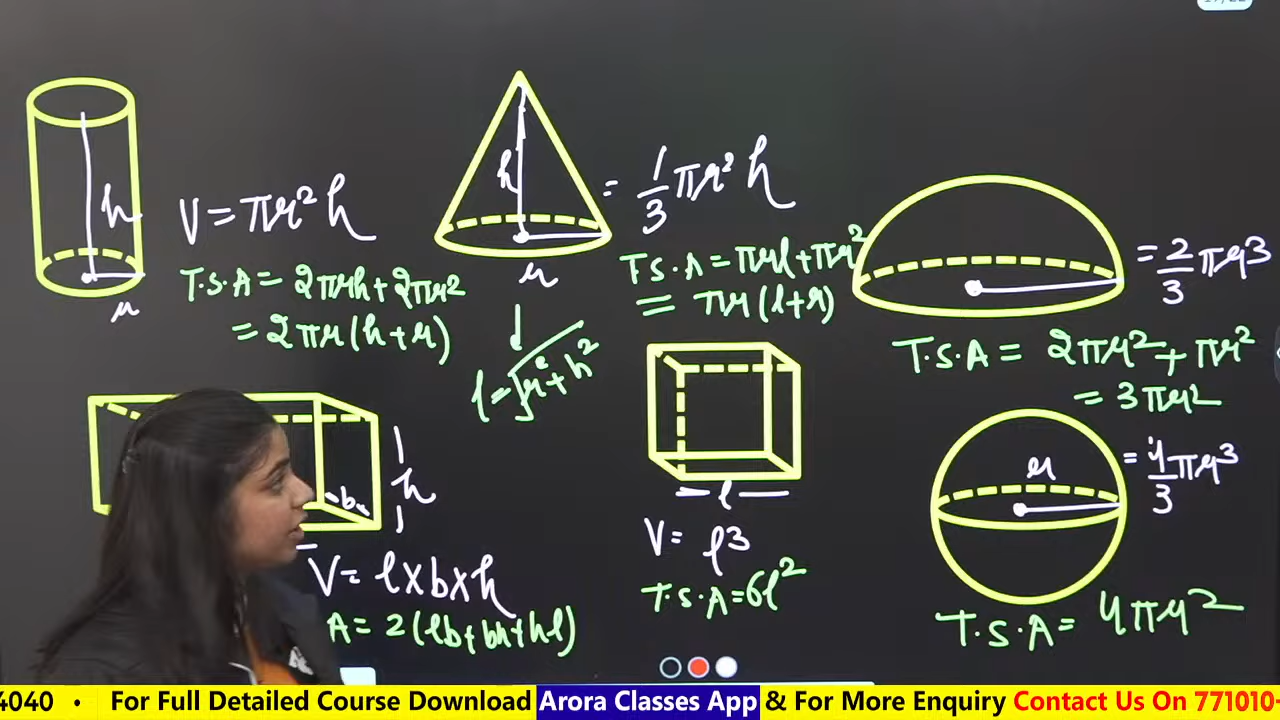 h
r
V = πr² h
T.S.A = 2πrh + 2πr²
= 2πr (h + r)
h
r
= 1/3 πr² h
T.S.A = πrl + πr²
= πr (l + r)
l = √r² + h²
= 2/3 πr3
T.S.A = 2πr² + πr²
= 3πr²
b
h
V = l x b x h
A = 2 (lb + bh + hl)
l
V = l3
T.S.A = 6l²
r
= 4/3 πr3
T.S.A = 4πr²
4040 • For Full Detailed Course Download Arora Classes App & For More Enquiry Contact Us On 771010